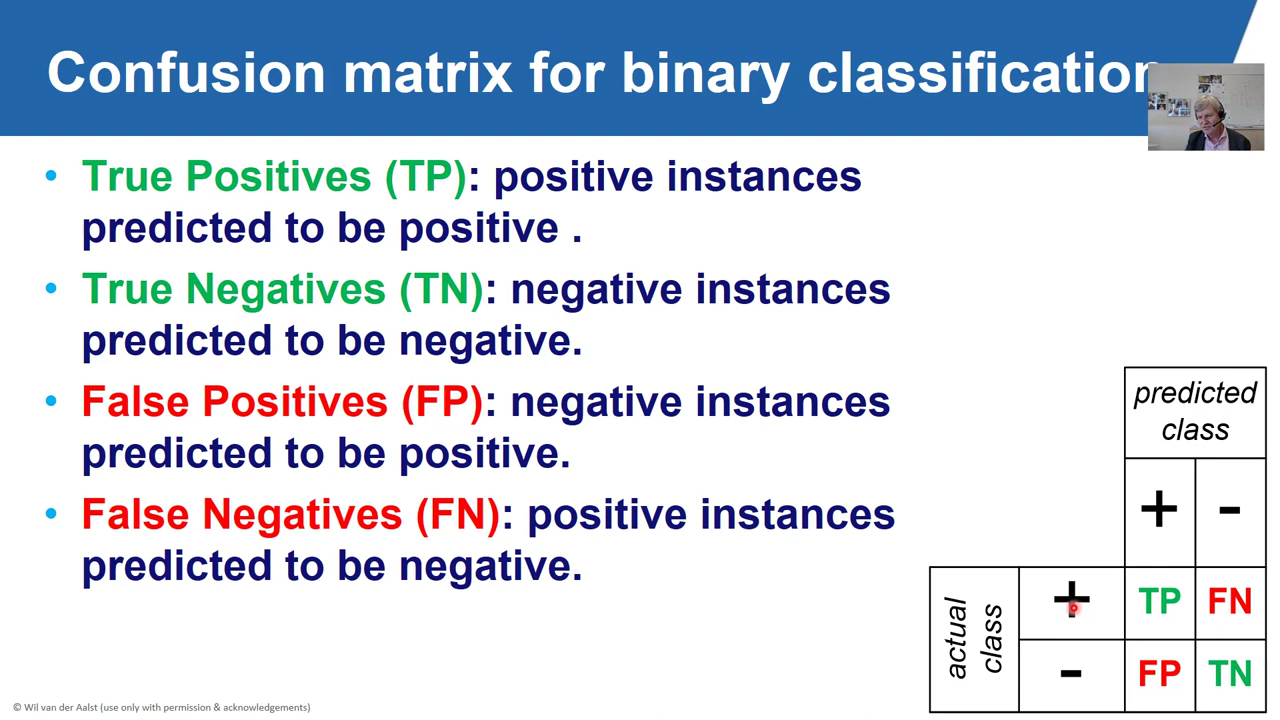 Confusion matrix for binary classification
• True Positives (TP): positive instances
predicted to be positive .
• True Negatives (TN): negative instances
predicted to be negative.
• False Positives (FP): negative instances
predicted to be positive.
• False Negatives (FN): positive instances
predicted to be negative.
predicted
class
+ -
actual
class
+ TP FN
- FP TN
© Wil van der Aalst (use only with permission & acknowledgements)